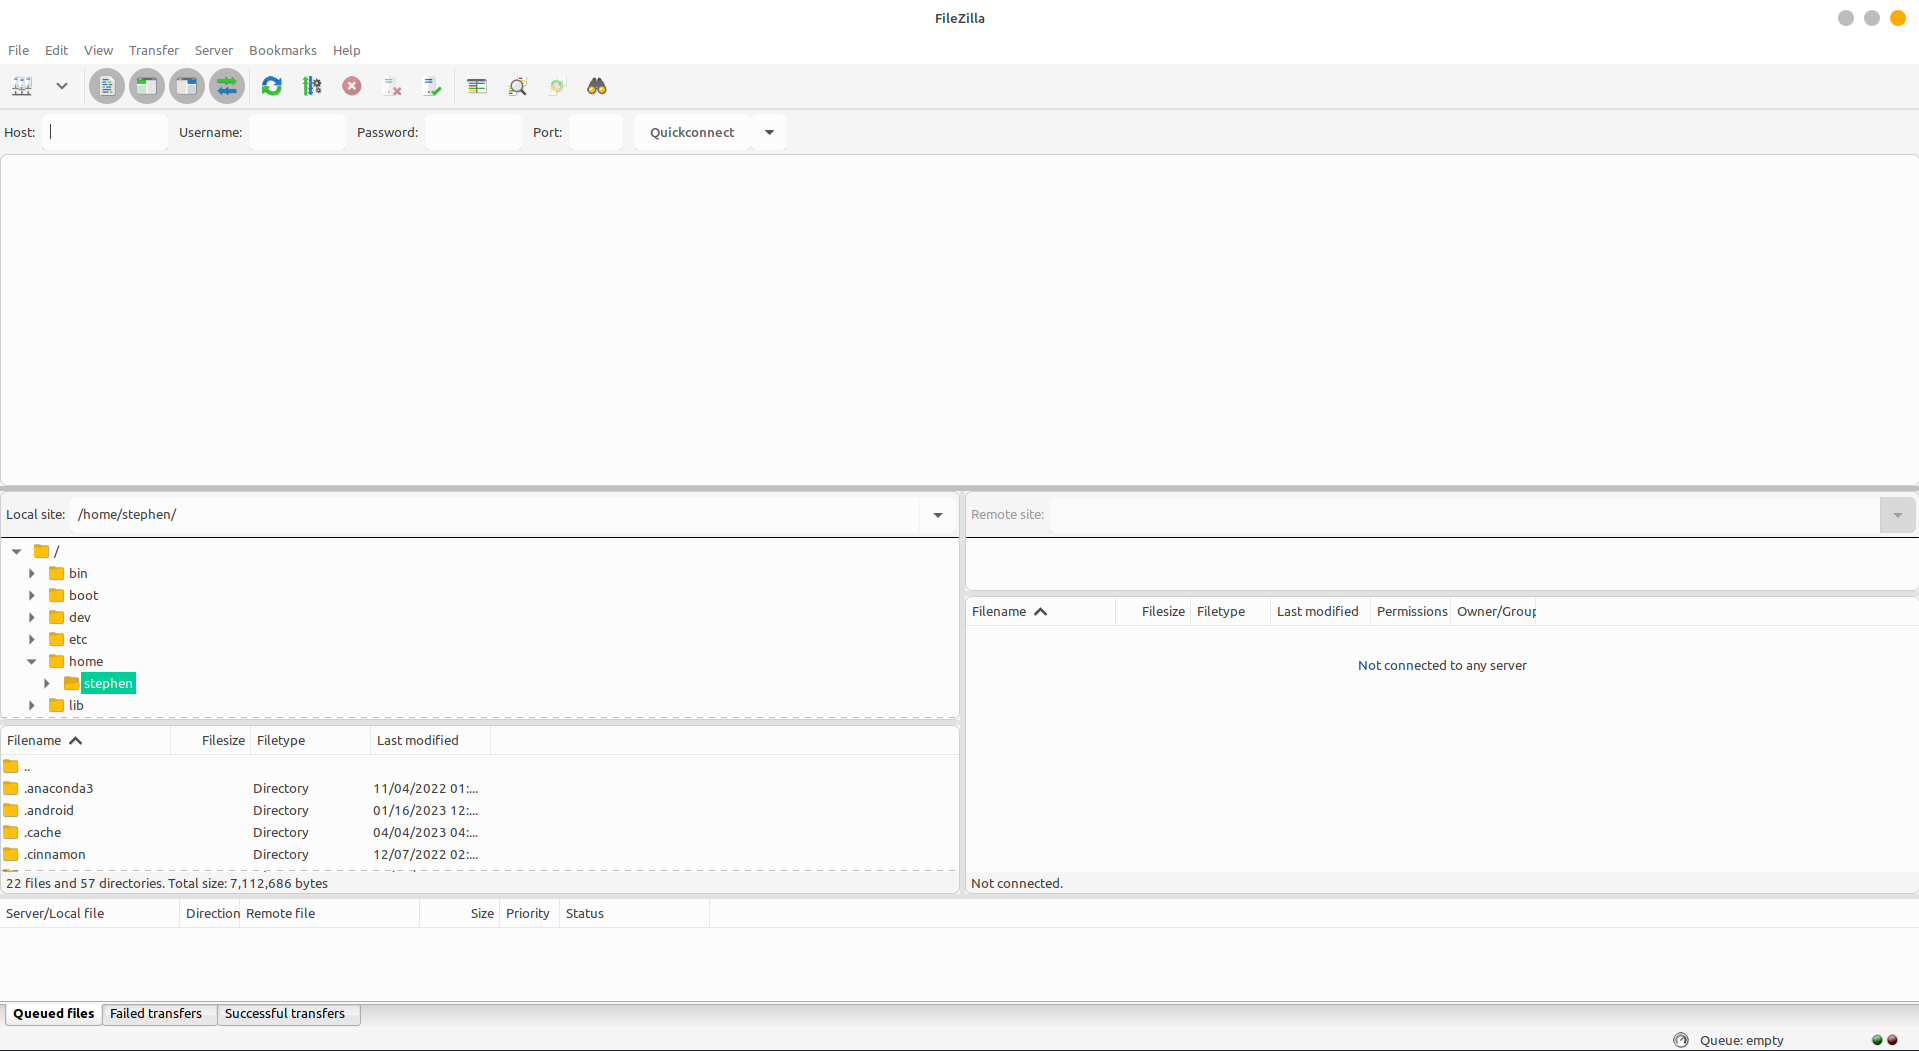 FileZilla
File Edit View Transfer Server Bookmarks Help
Host: Username: Password: Port: Quickconnect
Local site: /home/stephen/
Remote site:
/
bin
boot
dev
etc
home
stephen
lib
Filename Filesize Filetype Last modified
..
.anaconda3 Directory 11/04/2022 01:...
.android Directory 01/16/2023 12:...
.cache Directory 04/04/2023 04:...
.cinnamon Directory 12/07/2022 02:...
22 files and 57 directories. Total size: 7,112,686 bytes
Filename Filesize Filetype Last modified Permissions Owner/Group
Not connected to any server
Not connected.
Server/Local file Direction Remote file Size Priority Status
Queued files Failed transfers Successful transfers
Queue: empty